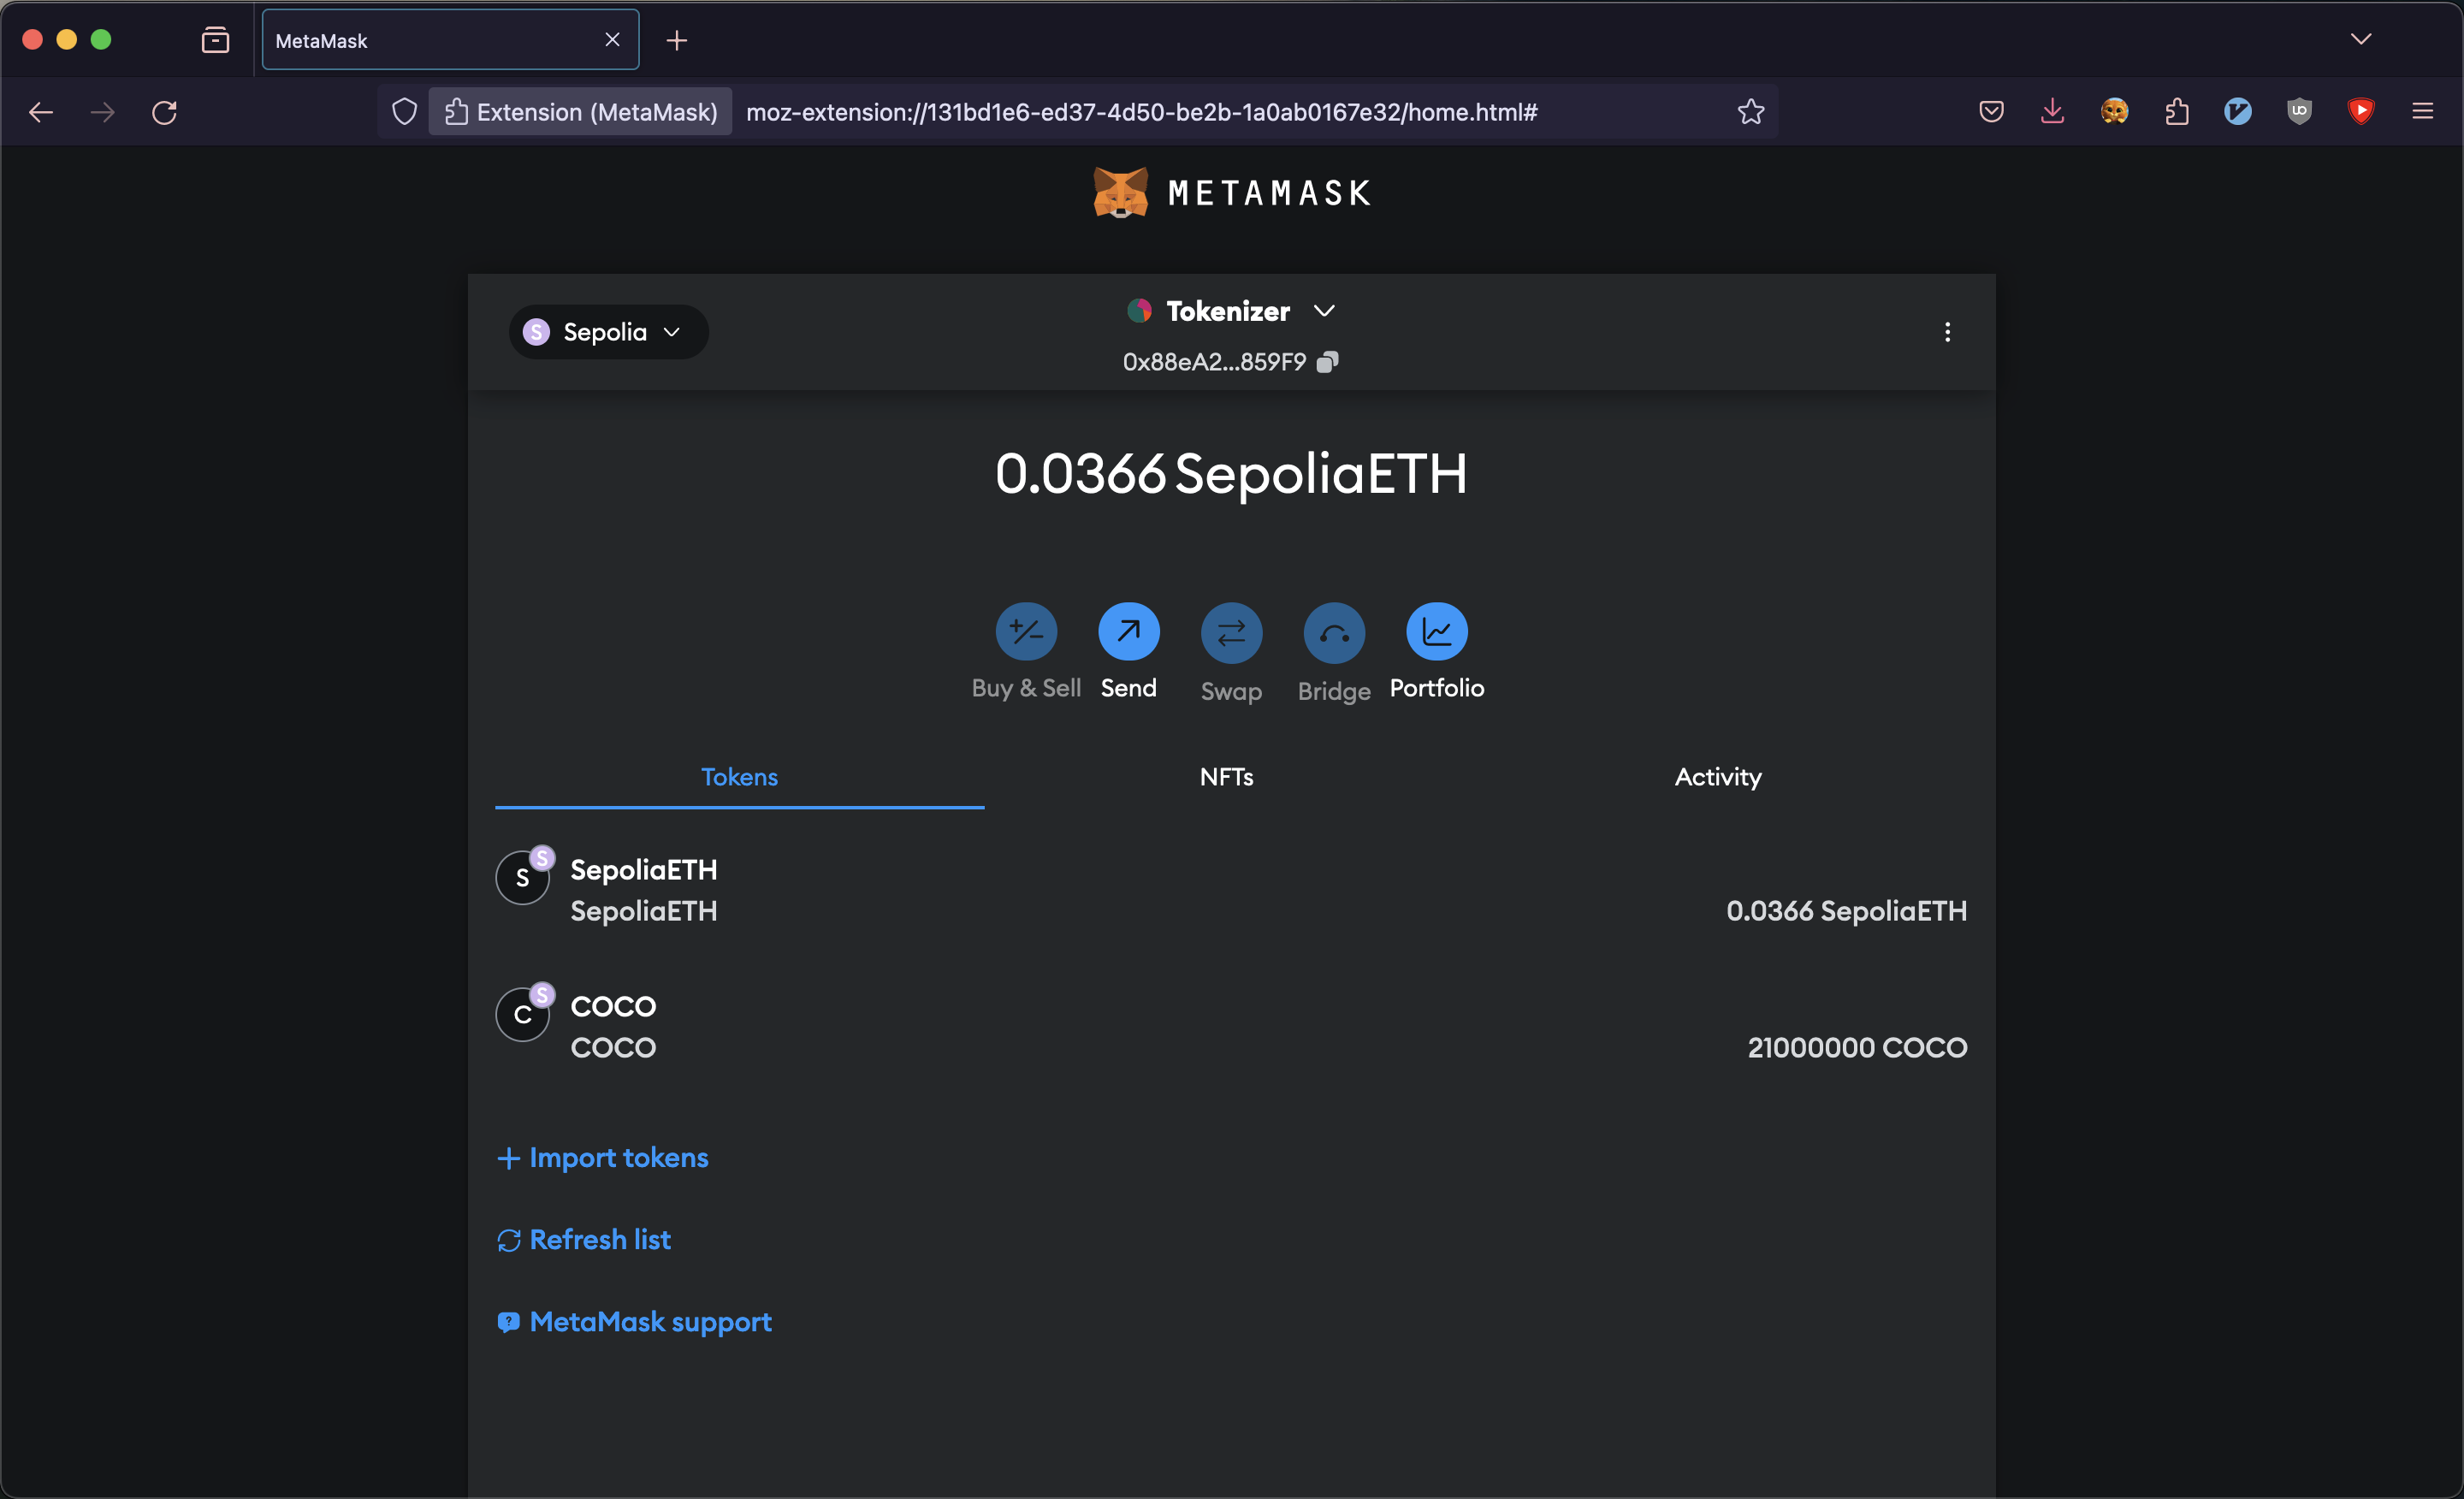 MetaMask
Extension (MetaMask) moz-extension://131bd1e6-ed37-4d50-be2b-1a0ab0167e32/home.html#
METAMASK
S Sepolia
Tokenizer
0x88eA2...859F9
0.0366 SepoliaETH
Buy & Sell Send Swap Bridge Portfolio
Tokens NFTs Activity
S S SepoliaETH
SepoliaETH 0.0366 SepoliaETH
C S COCO
COCO 21000000 COCO
Import tokens
Refresh list
MetaMask support